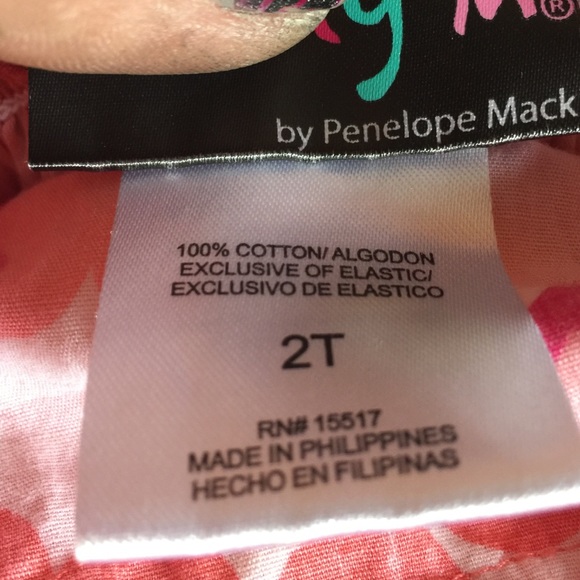 by Penelope Mack
100% COTTON/ ALGODON
EXCLUSIVE OF ELASTIC/
EXCLUSIVO DE ELASTICO
2T
RN# 15517
MADE IN PHILIPPINES
HECHO EN FILIPINAS